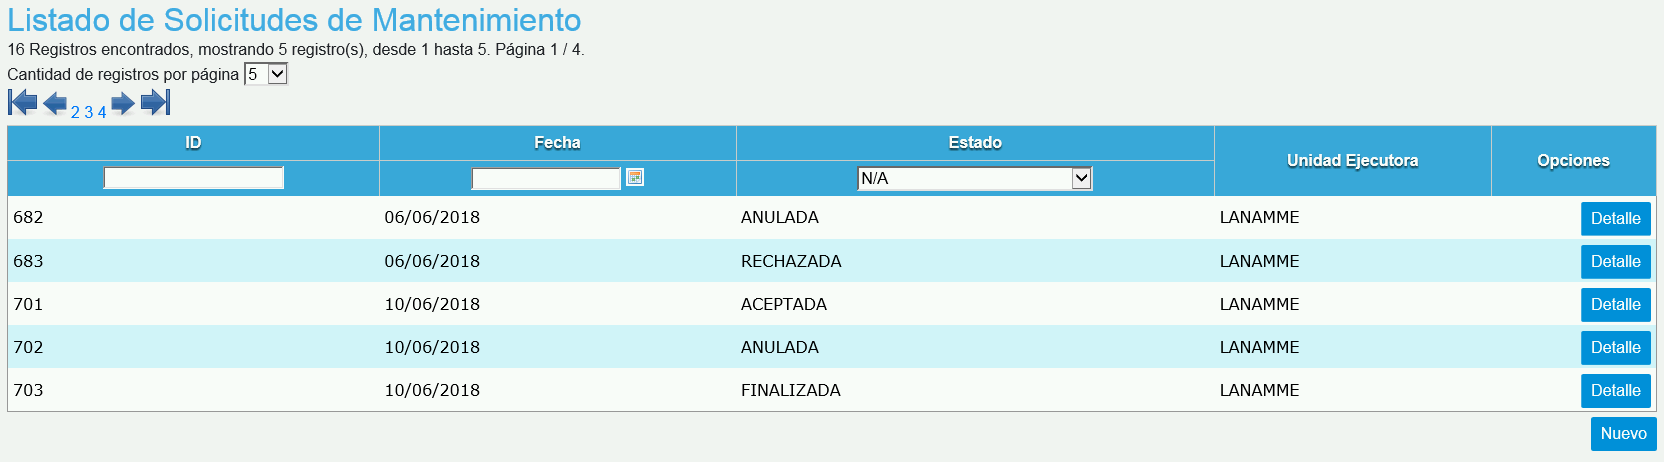 Listado de Solicitudes de Mantenimiento
16 Registros encontrados, mostrando 5 registro(s), desde 1 hasta 5. Página 1 / 4.
Cantidad de registros por página 5
2 3 4
ID Fecha Estado Unidad Ejecutora Opciones
N/A
682 06/06/2018 ANULADA LANAMME Detalle
683 06/06/2018 RECHAZADA LANAMME Detalle
701 10/06/2018 ACEPTADA LANAMME Detalle
702 10/06/2018 ANULADA LANAMME Detalle
703 10/06/2018 FINALIZADA LANAMME Detalle
Nuevo